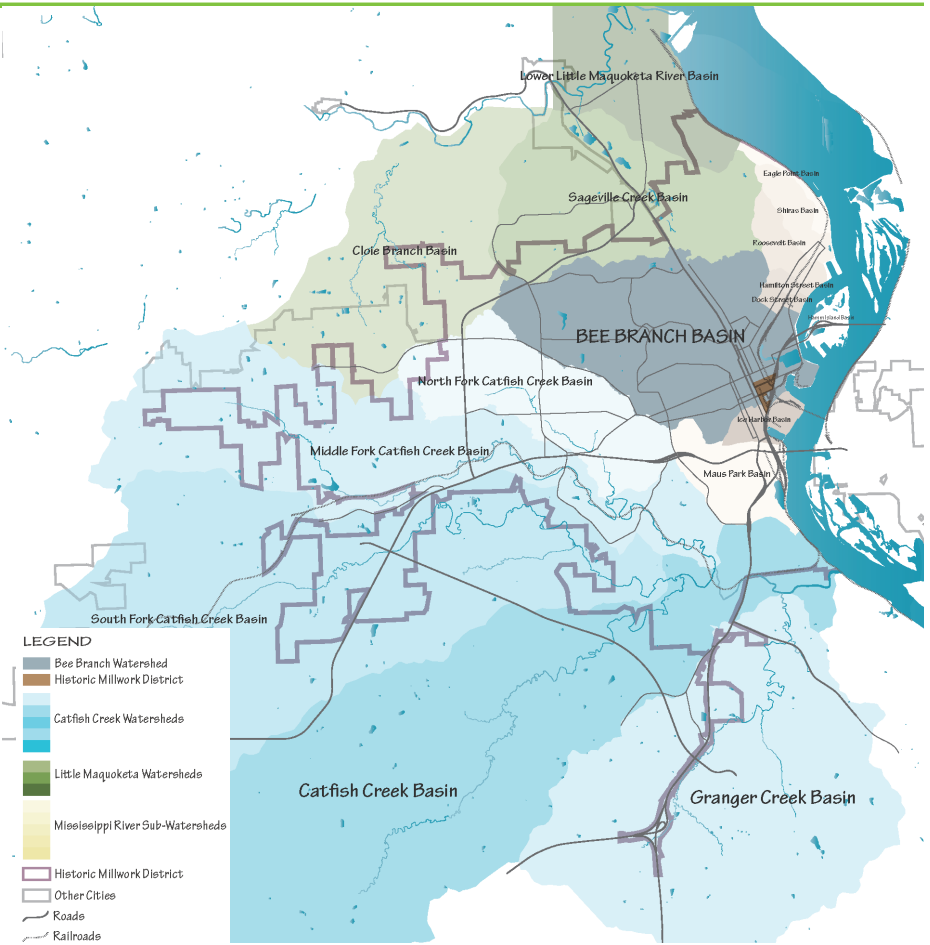 Lower Little Maquoketa River Basin
Eagle Point Basin
Sageville Creek Basin
Shiras Basin
Roosevelt Basin
Cloie Branch Basin
Hamilton Street Basin
Dock Street Basin
Hamm Island Basin
BEE BRANCH BASIN
North Fork Catfish Creek Basin
Ice Harbor Basin
Middle Fork Catfish Creek Basin
Maus Park Basin
South Fork Catfish Creek Basin
Catfish Creek Basin
Granger Creek Basin
LEGEND
Bee Branch Watershed
Historic Millwork District
Catfish Creek Watersheds
Little Maquoketa Watersheds
Mississippi River Sub-Watersheds
Historic Millwork District
Other Cities
Roads
Railroads